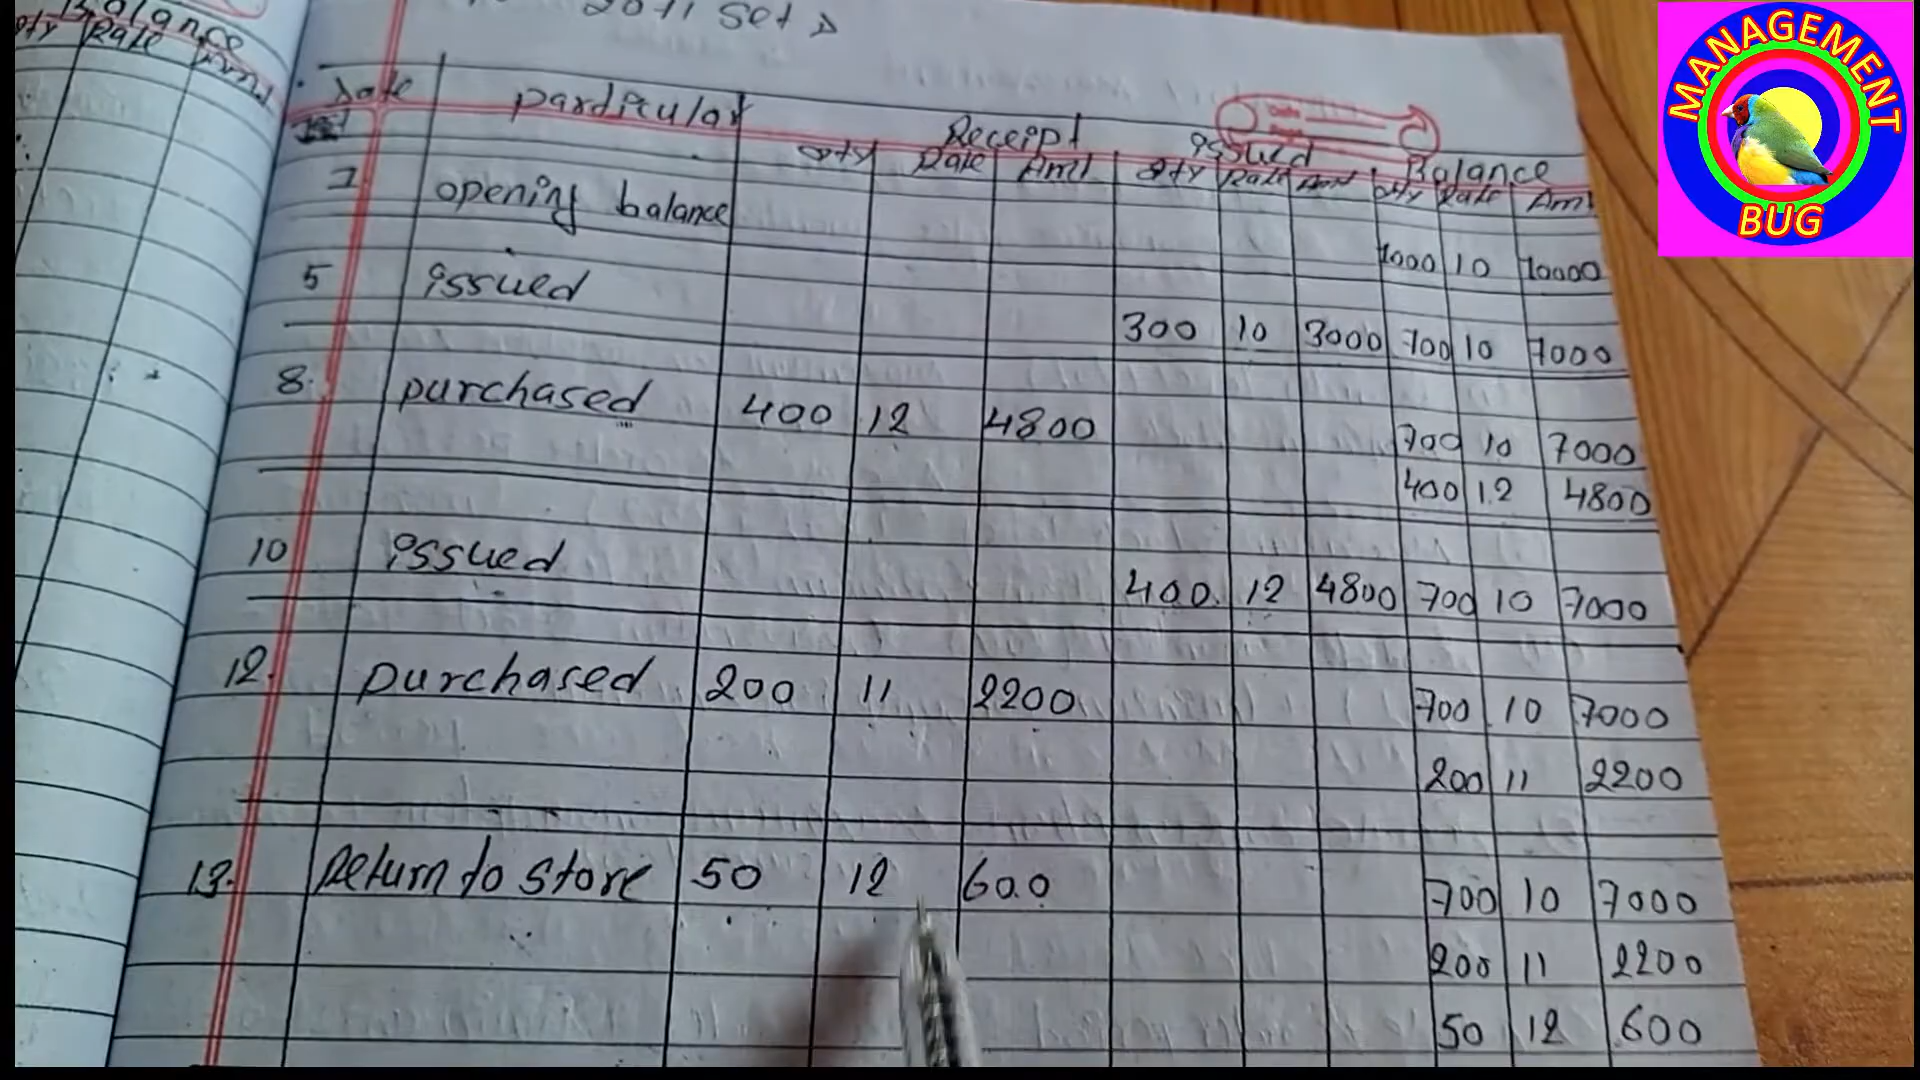 2071 Set D
Balance
Qty Rate Amt
Date Particular Receipt Issued Balance
Qty Rate Amt Qty Rate Amt Qty Rate Amt
1 opening balance
1000 10 10000
5 issued
300 10 3000 700 10 7000
8. purchased 400 12 4800
700 10 7000
400 12 4800
10 issued
400 12 4800 700 10 7000
12. purchased 200 11 2200 700 10 7000
200 11 2200
13. Return to store 50 12 600 700 10 7000
200 11 2200
50 12 600
MANAGEMENT
BUG